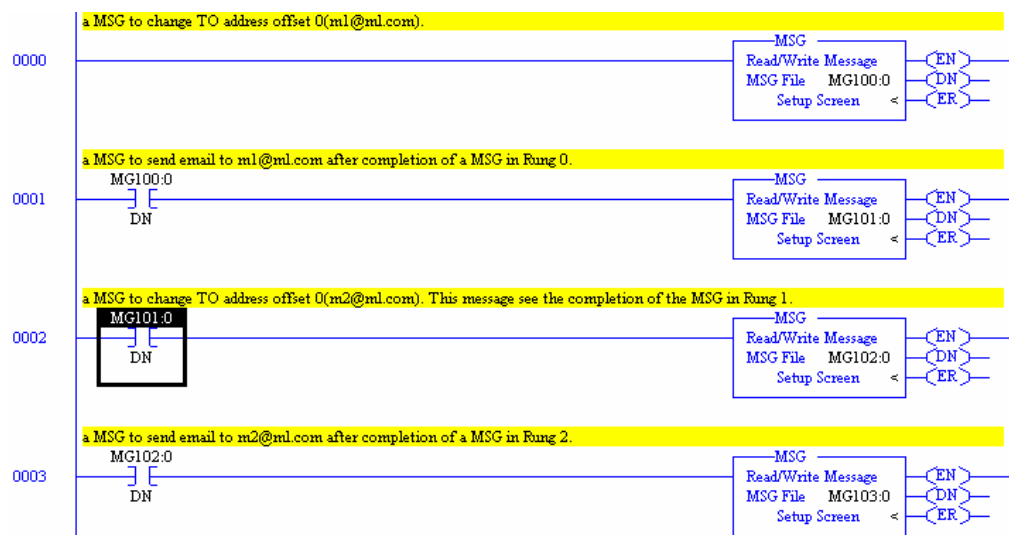 a MSG to change TO address offset 0(m1@ml.com).
0000
MSG
Read/Write Message
MSG File MG100:0
Setup Screen <
EN
DN
ER
a MSG to send email to m1@ml.com after completion of a MSG in Rung 0.
0001
MG100:0
DN
MSG
Read/Write Message
MSG File MG101:0
Setup Screen <
EN
DN
ER
a MSG to change TO address offset 0(m2@ml.com). This message see the completion of the MSG in Rung 1.
0002
MG101:0
DN
MSG
Read/Write Message
MSG File MG102:0
Setup Screen <
EN
DN
ER
a MSG to send email to m2@ml.com after completion of a MSG in Rung 2.
0003
MG102:0
DN
MSG
Read/Write Message
MSG File MG103:0
Setup Screen <
EN
DN
ER